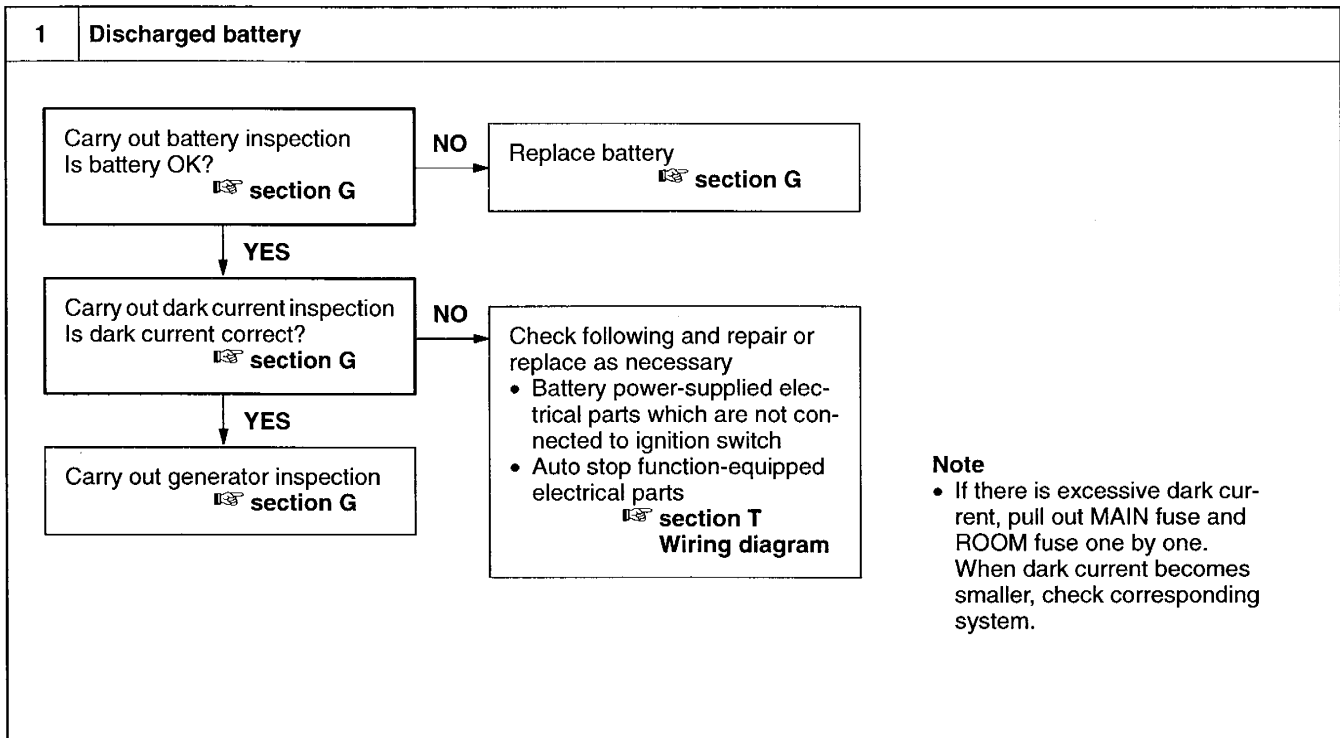 1 Discharged battery
Carry out battery inspection
Is battery OK?
☞ section G
NO
Replace battery
☞ section G
YES
Carry out dark current inspection
Is dark current correct?
☞ section G
NO
Check following and repair or
replace as necessary
• Battery power-supplied elec-
trical parts which are not con-
nected to ignition switch
• Auto stop function-equipped
electrical parts
☞ section T
Wiring diagram
YES
Carry out generator inspection
☞ section G
Note
• If there is excessive dark cur-
rent, pull out MAIN fuse and
ROOM fuse one by one.
When dark current becomes
smaller, check corresponding
system.